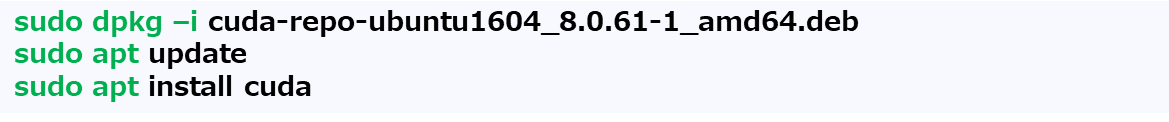 sudo dpkg –i cuda-repo-ubuntu1604_8.0.61-1_amd64.deb
sudo apt update
sudo apt install cuda